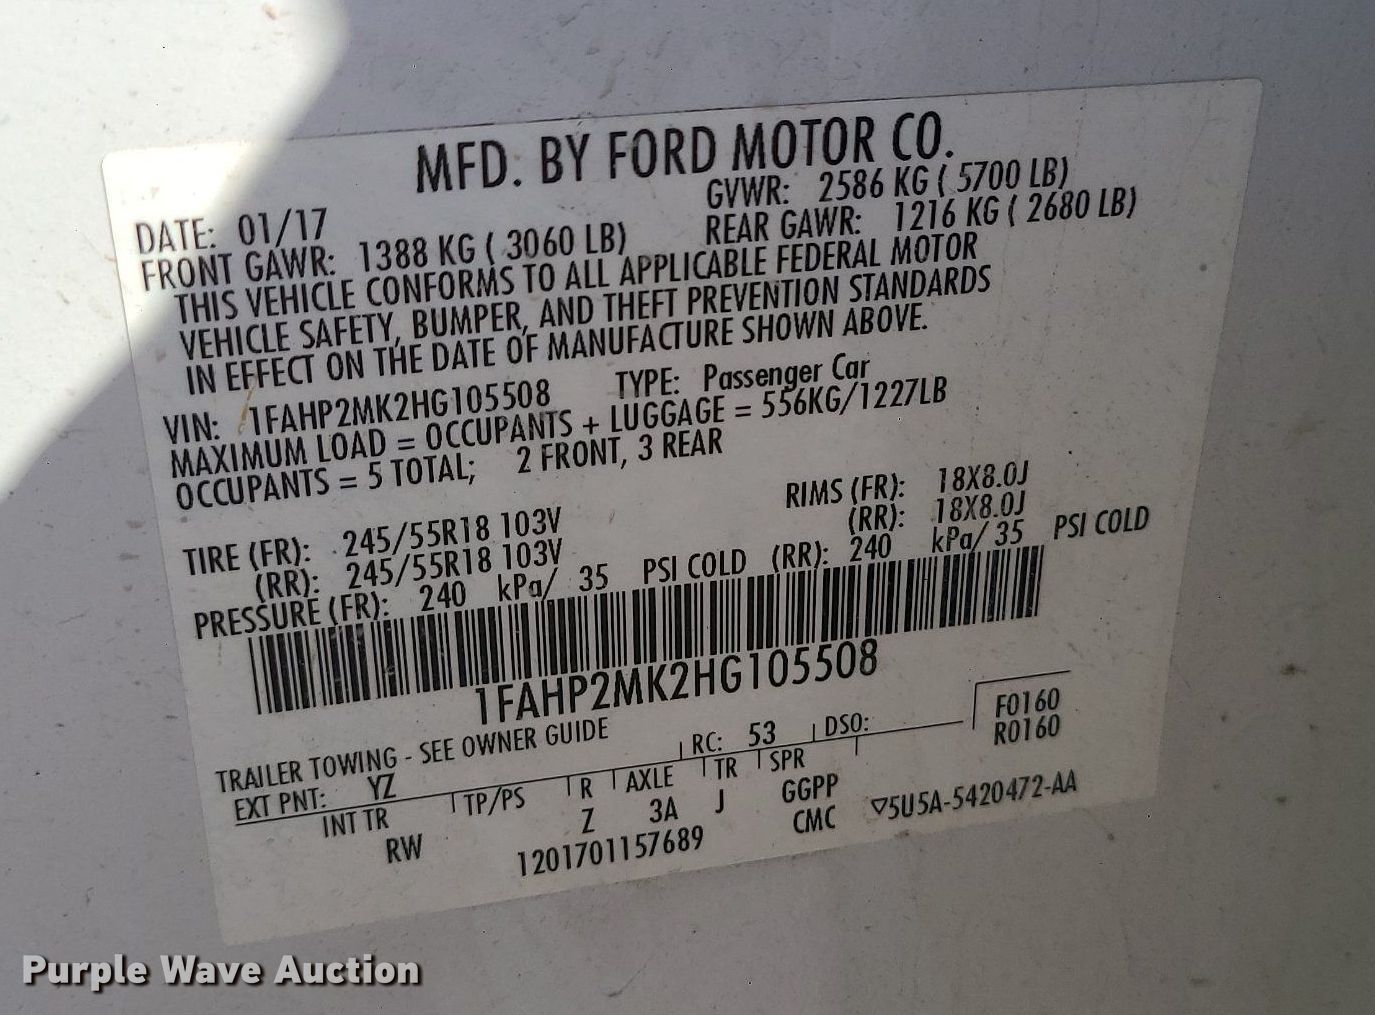 MFD. BY FORD MOTOR CO.
DATE: 01/17 GVWR: 2586 KG ( 5700 LB)
FRONT GAWR: 1388 KG ( 3060 LB) REAR GAWR: 1216 KG ( 2680 LB)
THIS VEHICLE CONFORMS TO ALL APPLICABLE FEDERAL MOTOR
VEHICLE SAFETY, BUMPER, AND THEFT PREVENTION STANDARDS
IN EFFECT ON THE DATE OF MANUFACTURE SHOWN ABOVE.
VIN: 1FAHP2MK2HG105508 TYPE: Passenger Car
MAXIMUM LOAD = OCCUPANTS + LUGGAGE = 556KG/1227LB
OCCUPANTS = 5 TOTAL; 2 FRONT, 3 REAR
TIRE (FR): 245/55R18 103V RIMS (FR): 18X8.0J
(RR): 245/55R18 103V (RR): 18X8.0J
PRESSURE (FR): 240 kPa/ 35 PSI COLD (RR): 240 kPa/ 35 PSI COLD
1FAHP2MK2HG105508
TRAILER TOWING - SEE OWNER GUIDE
F0160
EXT PNT: YZ RC: 53 DSO: R0160
INT TR TP/PS R AXLE TR SPR
RW Z 3A J GGPP
CMC ▽5U5A-5420472-AA
1201701157689
Purple Wave Auction